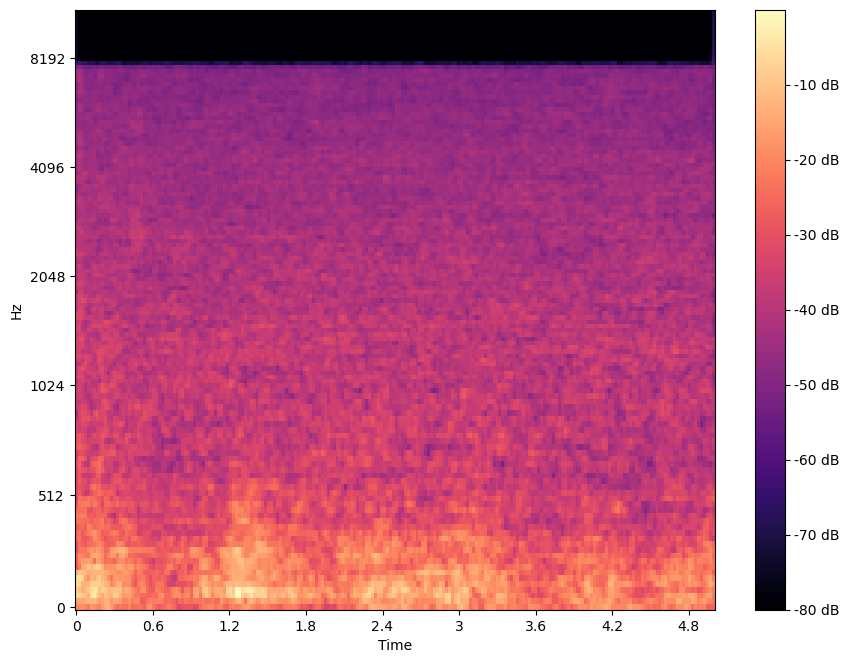 8192
4096
2048
1024
512
0
Hz
0 0.6 1.2 1.8 2.4 3 3.6 4.2 4.8
Time
-10 dB
-20 dB
-30 dB
-40 dB
-50 dB
-60 dB
-70 dB
-80 dB